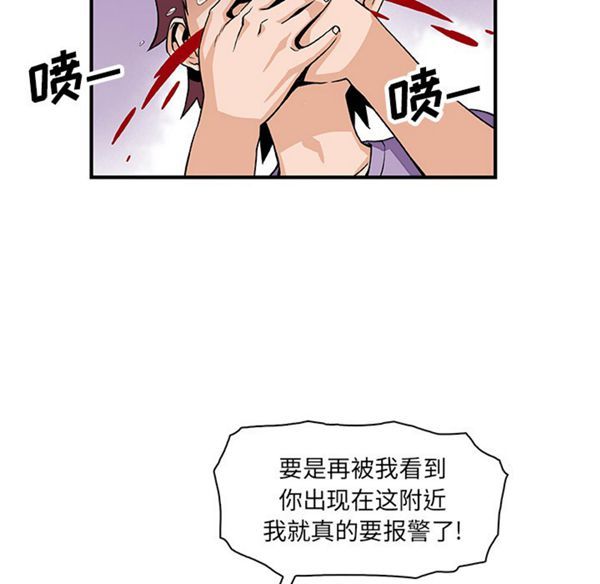 喷一
喷一
要是再被我看到
你出现在这附近
我就真的要报警了!